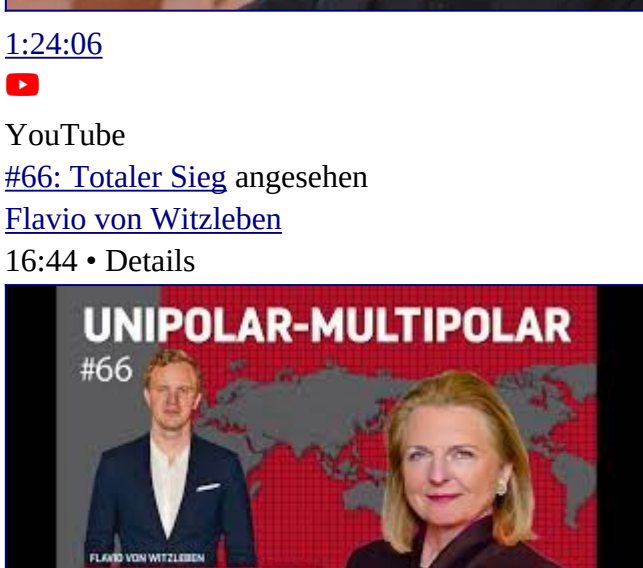 1:24:06
YouTube
#66: Totaler Sieg angesehen
Flavio von Witzleben
16:44 • Details
UNIPOLAR-MULTIPOLAR
#66
FLAVIO VON WITZLEBEN